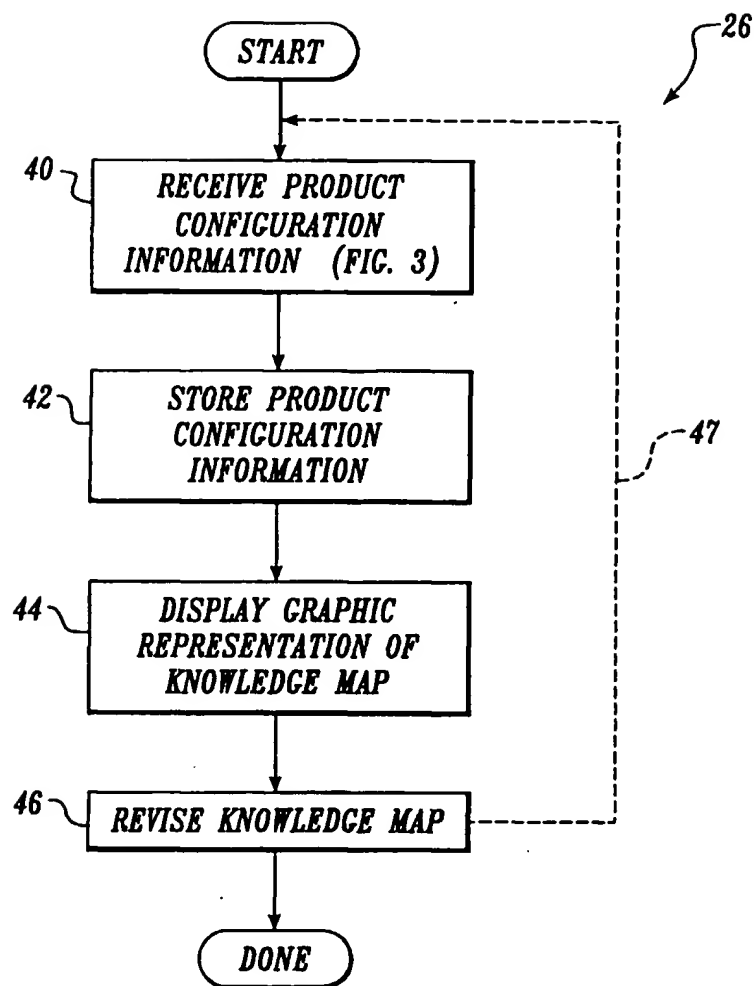 START
26
40
RECEIVE PRODUCT
CONFIGURATION
INFORMATION (FIG. 3)
42
STORE PRODUCT
CONFIGURATION
INFORMATION
47
44
DISPLAY GRAPHIC
REPRESENTATION OF
KNOWLEDGE MAP
46
REVISE KNOWLEDGE MAP
DONE